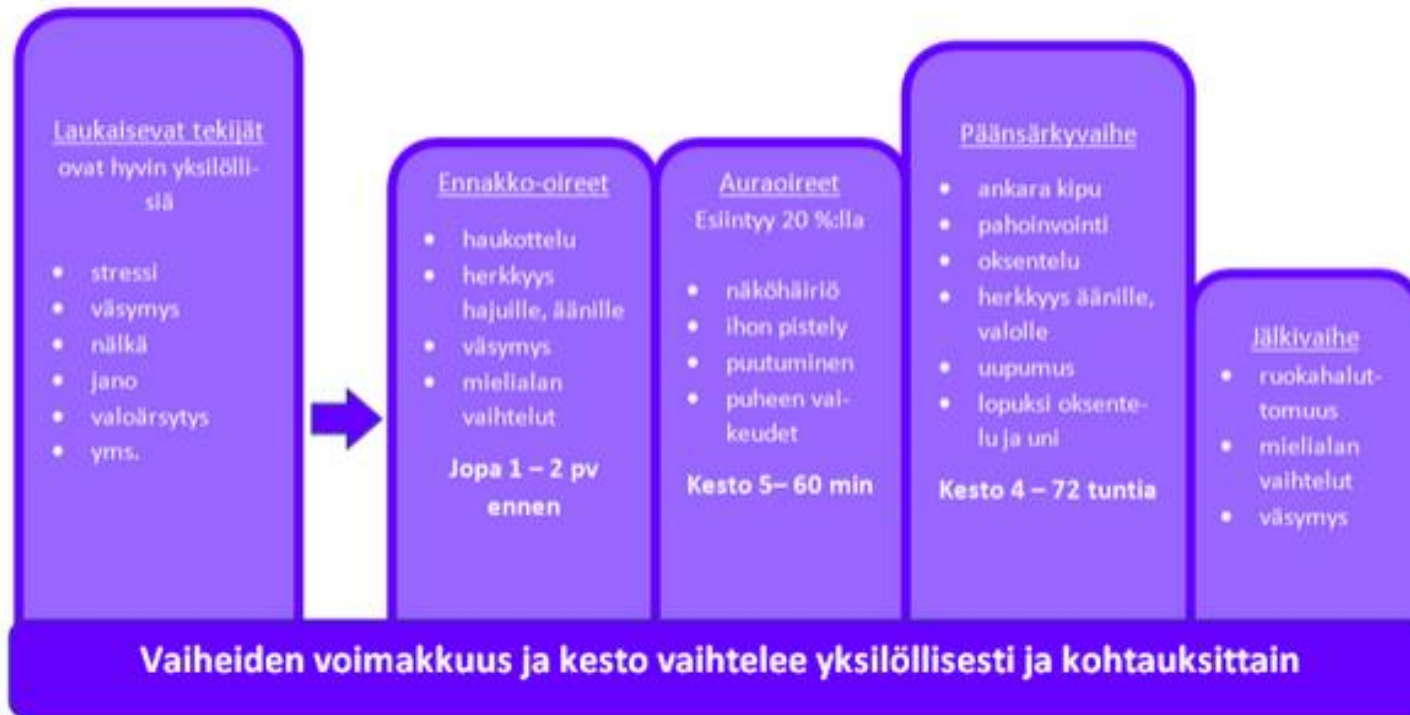 Laukaisevat tekijät
ovat hyvin yksilölli-
siä
• stressi
• väsymys
• nälkä
• jano
• valoärsytys
• yms.
Ennakko-oireet
• haukottelu
• herkkyys
hajuille, äänille
• väsymys
• mielialan
vaihtelut
Jopa 1 – 2 pv
ennen
Auraoireet
Esiintyy 20 %:lla
• näköhäiriö
• ihon pistely
• puutuminen
• puheen vai-
keudet
Kesto 5– 60 min
Päänsärkyvaihe
• ankara kipu
• pahoinvointi
• oksentelu
• herkkyys äänille,
valolle
• uupumus
• lopuksi oksente-
lu ja uni
Kesto 4 – 72 tuntia
Jälkivaihe
• ruokahalut-
tomuus
• mielialan
vaihtelut
• väsymys
Vaiheiden voimakkuus ja kesto vaihtelee yksilöllisesti ja kohtauksittain